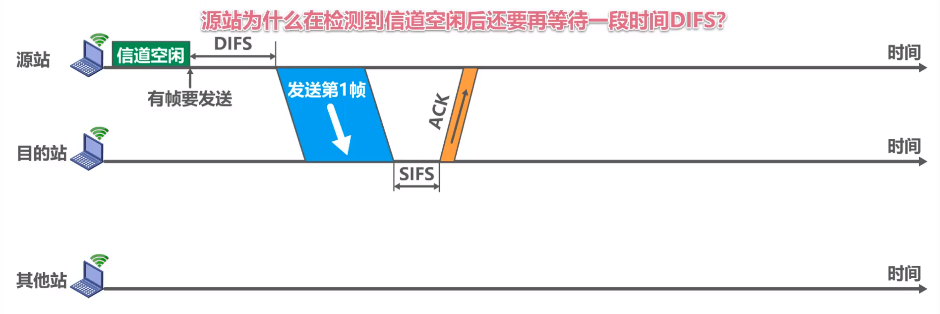 源站为什么在检测到信道空闲后还要再等待一段时间DIFS?
源站
信道空闲
DIFS
时间
有帧要发送
发送第1帧
ACK
目的站
时间
SIFS
其他站
时间